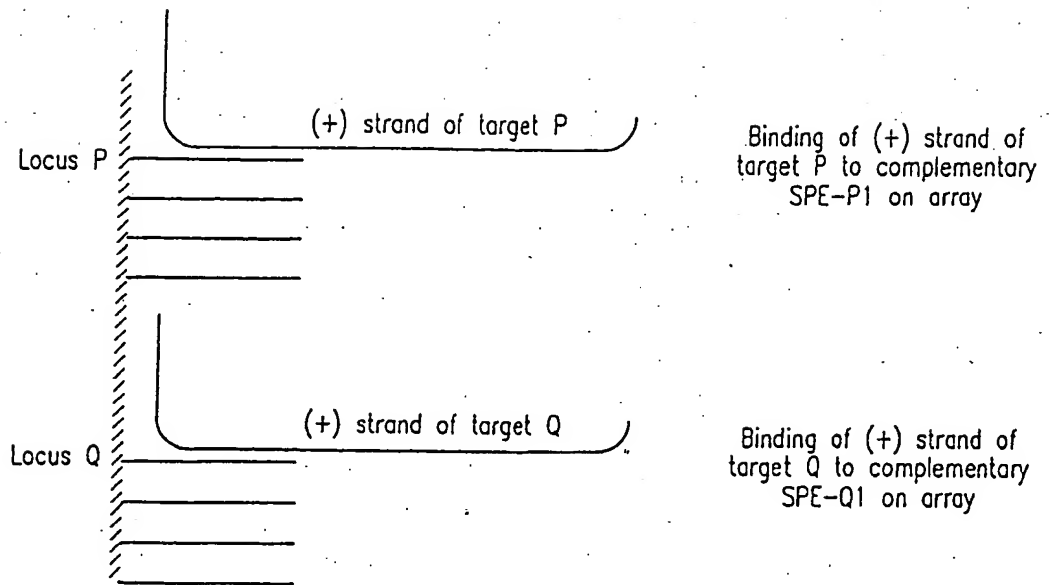 (+) strand of target P
Locus P
Binding of (+) strand of
target P to complementary
SPE-P1 on array
(+) strand of target Q
Locus Q
Binding of (+) strand of
target Q to complementary
SPE-Q1 on array